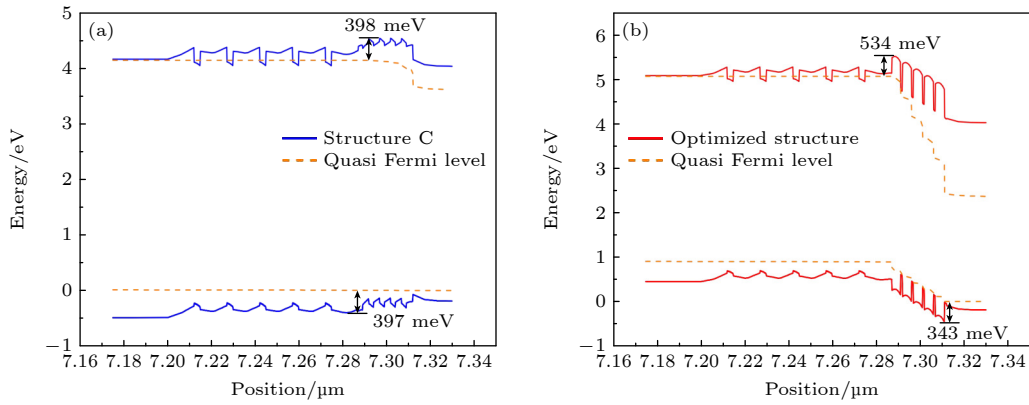 (a)
398 meV
5
4
3
2
1
0
−1
Energy/eV
Structure C
Quasi Fermi level
397 meV
7.16 7.18 7.20 7.22 7.24 7.26 7.28 7.30 7.32 7.34
Position/μm
(b)
534 meV
6
5
4
3
2
1
0
−1
Energy/eV
Optimized structure
Quasi Fermi level
343 meV
7.16 7.18 7.20 7.22 7.24 7.26 7.28 7.30 7.32 7.34
Position/μm